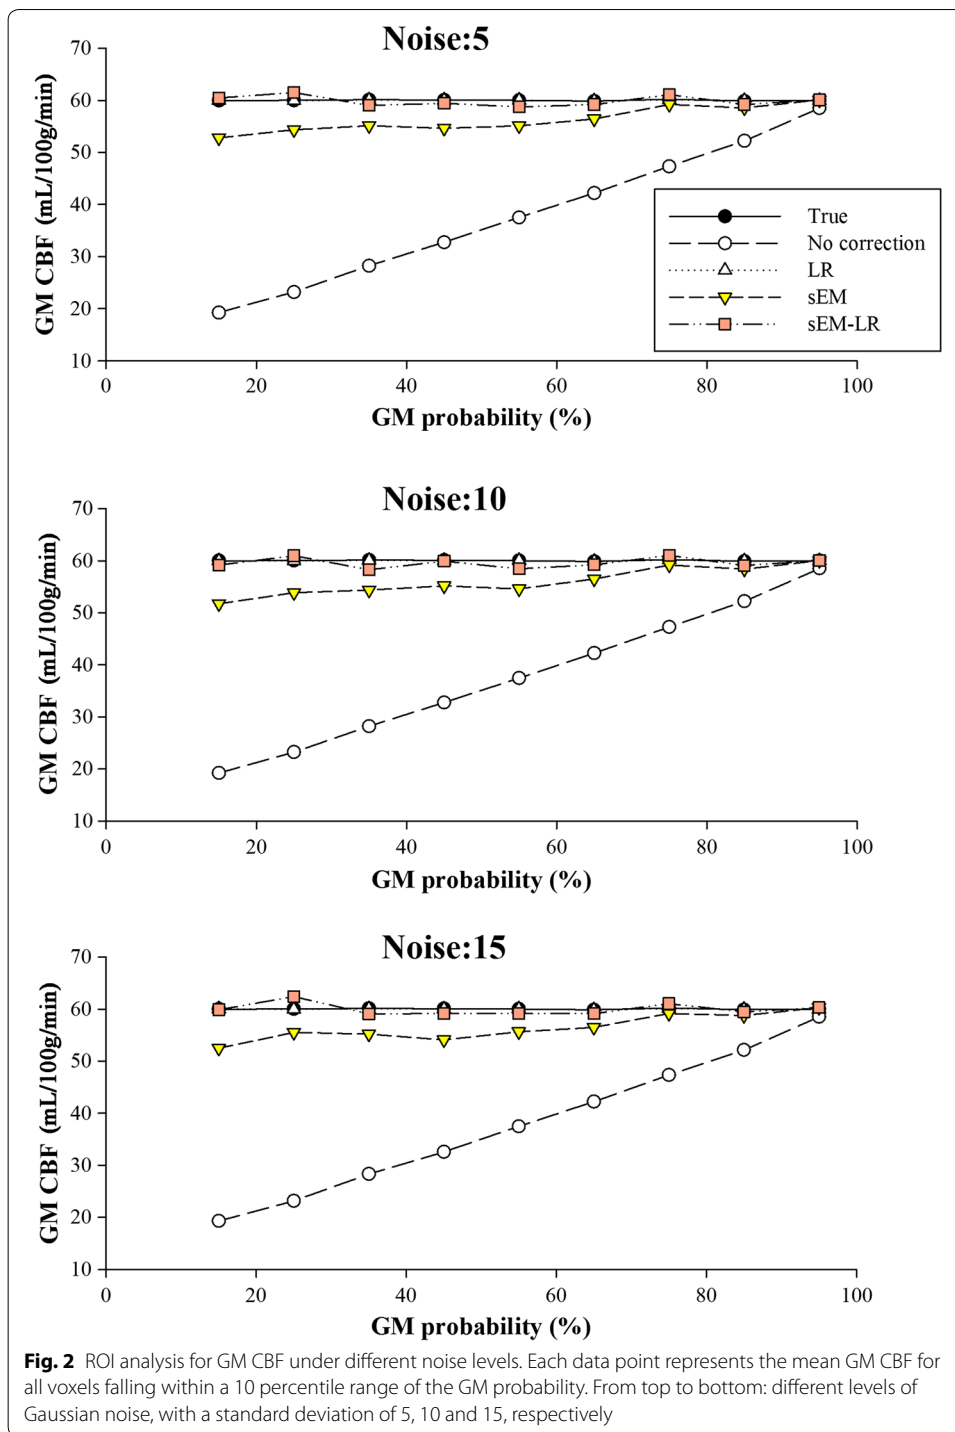 Noise:5
70
60
50
40
30
20
10
GM CBF (mL/100g/min)
True
No correction
LR
sEM
sEM-LR
0 20 40 60 80 100
GM probability (%)
Noise:10
70
60
50
40
30
20
10
GM CBF (mL/100g/min)
0 20 40 60 80 100
GM probability (%)
Noise:15
70
60
50
40
30
20
10
GM CBF (mL/100g/min)
0 20 40 60 80 100
GM probability (%)
Fig. 2 ROI analysis for GM CBF under different noise levels. Each data point represents the mean GM CBF for
all voxels falling within a 10 percentile range of the GM probability. From top to bottom: different levels of
Gaussian noise, with a standard deviation of 5, 10 and 15, respectively